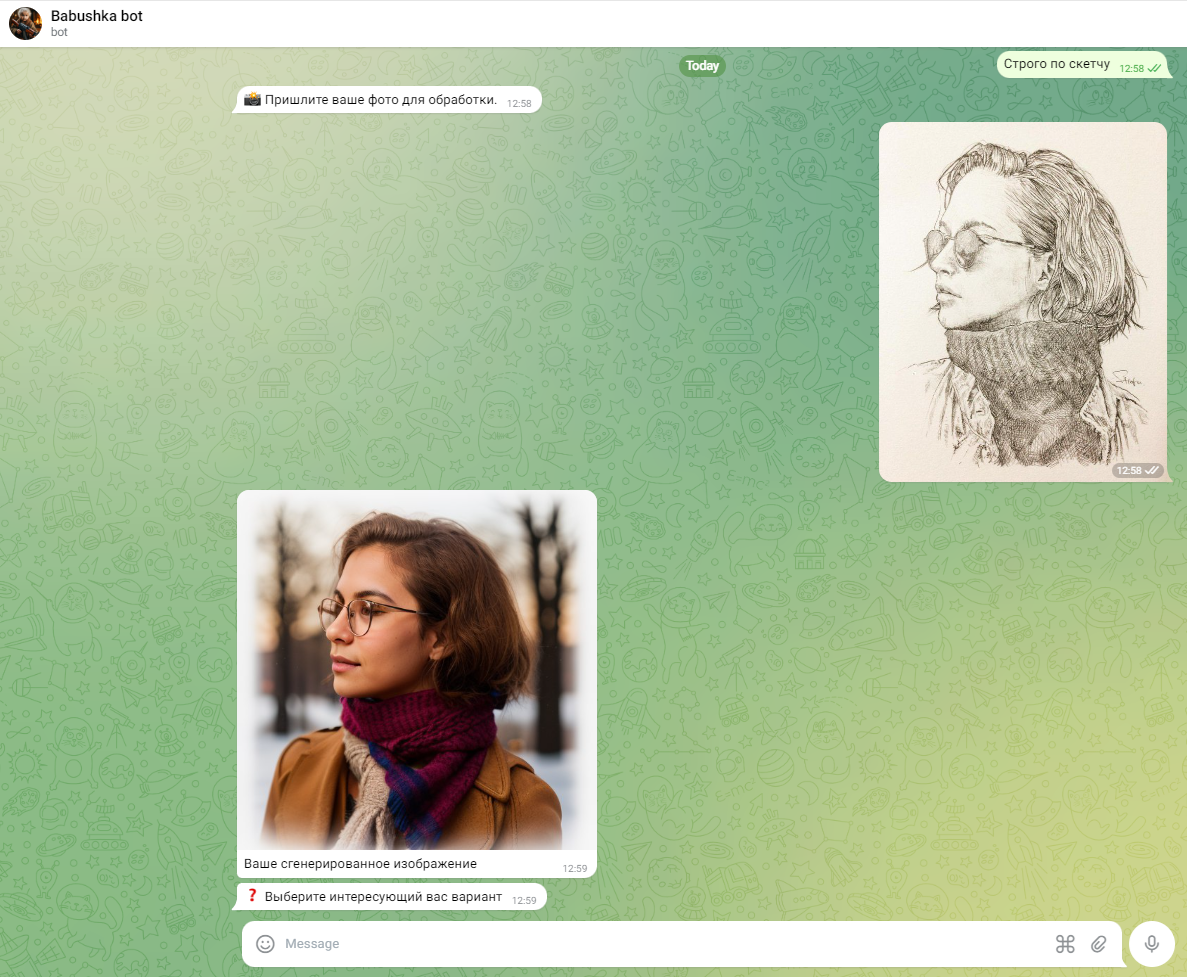 Babushka bot
bot
Today
Строго по скетчу 12:58
📸 Пришлите ваше фото для обработки. 12:58
12:58
Ваше сгенерированное изображение 12:59
❓ Выберите интересующий вас вариант 12:59
Message